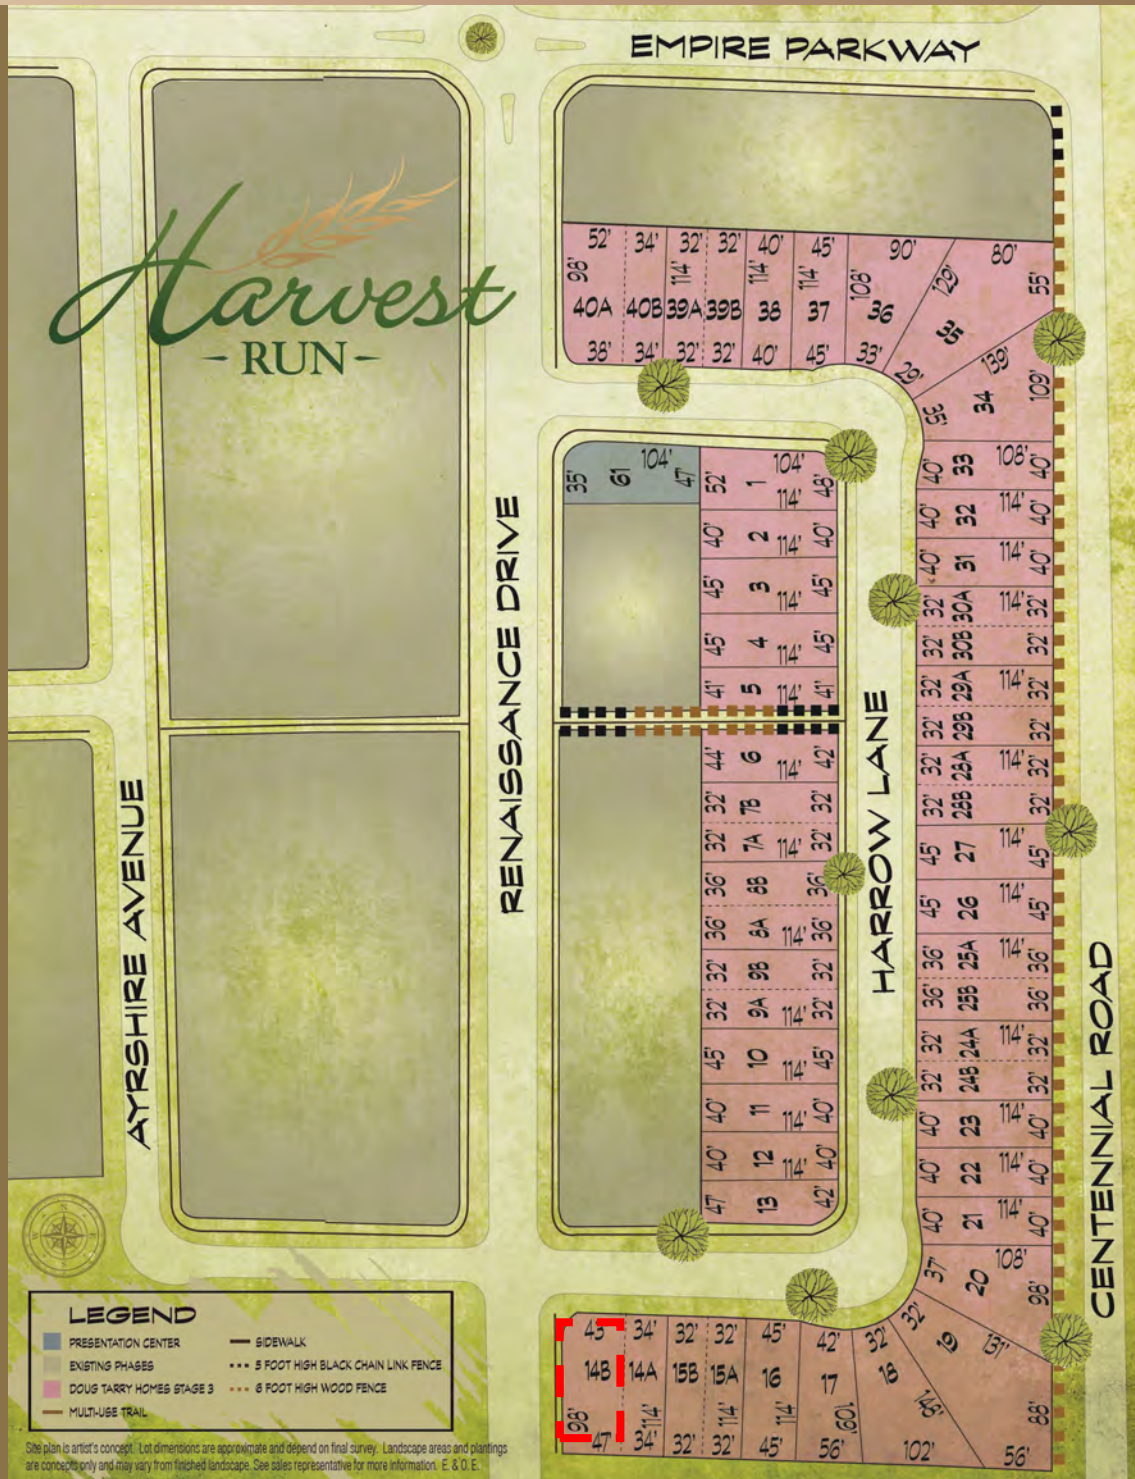 EMPIRE PARKWAY
Harvest
- RUN -
52' 34' 32' 32' 40' 45' 90' 80'
98' 114' 114' 114' 108' 129' 55'
40A 40B 39A 39B 38 37 36 35
38' 34' 32' 32' 40' 45' 33' 29'
139'
35 34 109'
40' 33 108' 40'
40' 32 114' 40'
40' 31 114' 40'
32' 30A 114' 32'
32' 30B 32'
32' 29A 114' 32'
32' 29B 32'
32' 28A 114' 32'
32' 28B 32'
45' 27 114' 45'
45' 26 114' 45'
36' 25A 114' 36'
36' 25B 36'
32' 24A 114' 32'
32' 24B 32'
40' 23 114' 40'
40' 22 114' 40'
40' 21 114' 40'
37' 20 108' 98'
32' 19 131'
35' 61 104' 47'
52' 1 104' 114' 48'
40' 2 114' 40'
45' 3 114' 45'
45' 4 114' 45'
41' 5 114' 41'
44' 6 114' 42'
32' 7B 32'
32' 7A 114' 32'
36' 8B 36'
36' 8A 114' 36'
32' 9B 32'
32' 9A 114' 32'
45' 10 114' 45'
40' 11 114' 40'
40' 12 114' 40'
47' 13 42'
AYRSHIRE AVENUE
RENAISSANCE DRIVE
HARROW LANE
CENTENNIAL ROAD
43' 34' 32' 32' 45' 42' 32'
14B 14A 15B 15A 16 17 18
98' 114' 114' 114' 109' 146' 88'
47' 34' 32' 32' 45' 56' 102' 56'
LEGEND
PRESENTATION CENTER
EXISTING PHASES
DOUG TARRY HOMES STAGE 3
MULTI-USE TRAIL
SIDEWALK
5 FOOT HIGH BLACK CHAIN LINK FENCE
6 FOOT HIGH WOOD FENCE
Site plan is artist's concept. Lot dimensions are approximate and depend on final survey. Landscape areas and plantings
are concepts only and may vary from finished landscape. See sales representative for more information. E. & O. E.